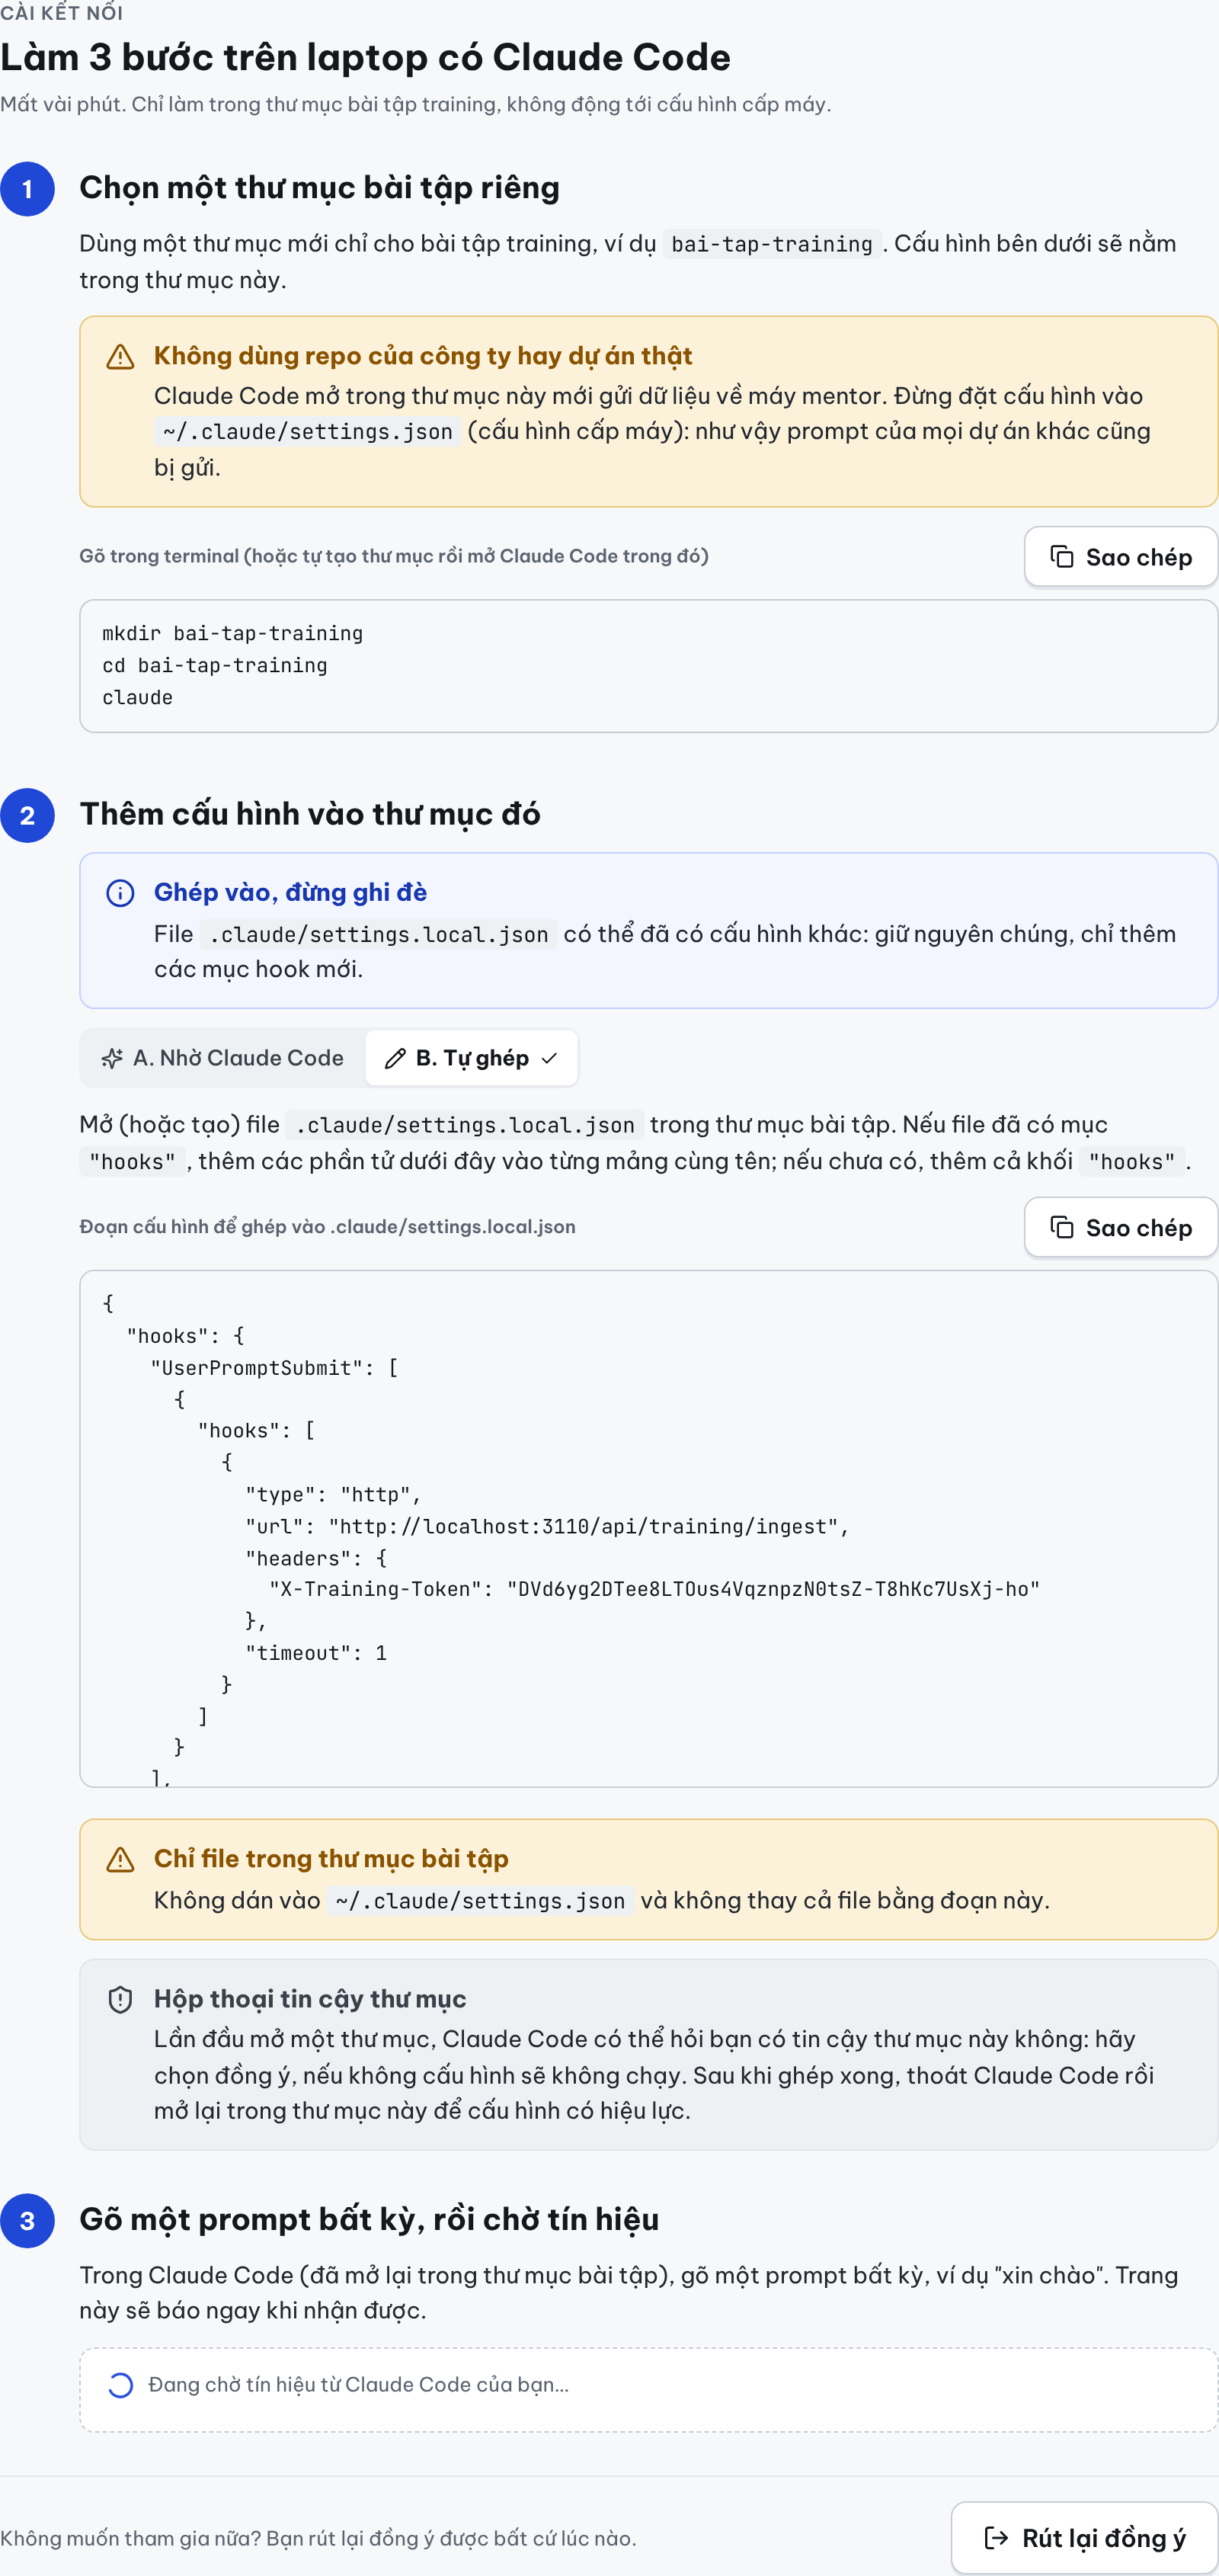 CÀI KẾT NỐI
Làm 3 bước trên laptop có Claude Code
Mất vài phút. Chỉ làm trong thư mục bài tập training, không động tới cấu hình cấp máy.
1
Chọn một thư mục bài tập riêng
Dùng một thư mục mới chỉ cho bài tập training, ví dụ bai-tap-training. Cấu hình bên dưới sẽ nằm
trong thư mục này.
Không dùng repo của công ty hay dự án thật
Claude Code mở trong thư mục này mới gửi dữ liệu về máy mentor. Đừng đặt cấu hình vào
~/.claude/settings.json (cấu hình cấp máy): như vậy prompt của mọi dự án khác cũng
bị gửi.
Gõ trong terminal (hoặc tự tạo thư mục rồi mở Claude Code trong đó)
Sao chép
mkdir bai-tap-training
cd bai-tap-training
claude
2
Thêm cấu hình vào thư mục đó
Ghép vào, đừng ghi đè
File .claude/settings.local.json có thể đã có cấu hình khác: giữ nguyên chúng, chỉ thêm
các mục hook mới.
A. Nhờ Claude Code
B. Tự ghép
Mở (hoặc tạo) file .claude/settings.local.json trong thư mục bài tập. Nếu file đã có mục
"hooks", thêm các phần tử dưới đây vào từng mảng cùng tên; nếu chưa có, thêm cả khối "hooks".
Đoạn cấu hình để ghép vào .claude/settings.local.json
Sao chép
{
"hooks": {
"UserPromptSubmit": [
{
"hooks": [
{
"type": "http",
"url": "http://localhost:3110/api/training/ingest",
"headers": {
"X-Training-Token": "DVd6yg2DTee8LTOus4VqznpzN0tsZ-T8hKc7UsXj-ho"
},
"timeout": 1
}
]
}
],
Chỉ file trong thư mục bài tập
Không dán vào ~/.claude/settings.json và không thay cả file bằng đoạn này.
Hộp thoại tin cậy thư mục
Lần đầu mở một thư mục, Claude Code có thể hỏi bạn có tin cậy thư mục này không: hãy
chọn đồng ý, nếu không cấu hình sẽ không chạy. Sau khi ghép xong, thoát Claude Code rồi
mở lại trong thư mục này để cấu hình có hiệu lực.
3
Gõ một prompt bất kỳ, rồi chờ tín hiệu
Trong Claude Code (đã mở lại trong thư mục bài tập), gõ một prompt bất kỳ, ví dụ "xin chào". Trang
này sẽ báo ngay khi nhận được.
Đang chờ tín hiệu từ Claude Code của bạn...
Không muốn tham gia nữa? Bạn rút lại đồng ý được bất cứ lúc nào.
Rút lại đồng ý